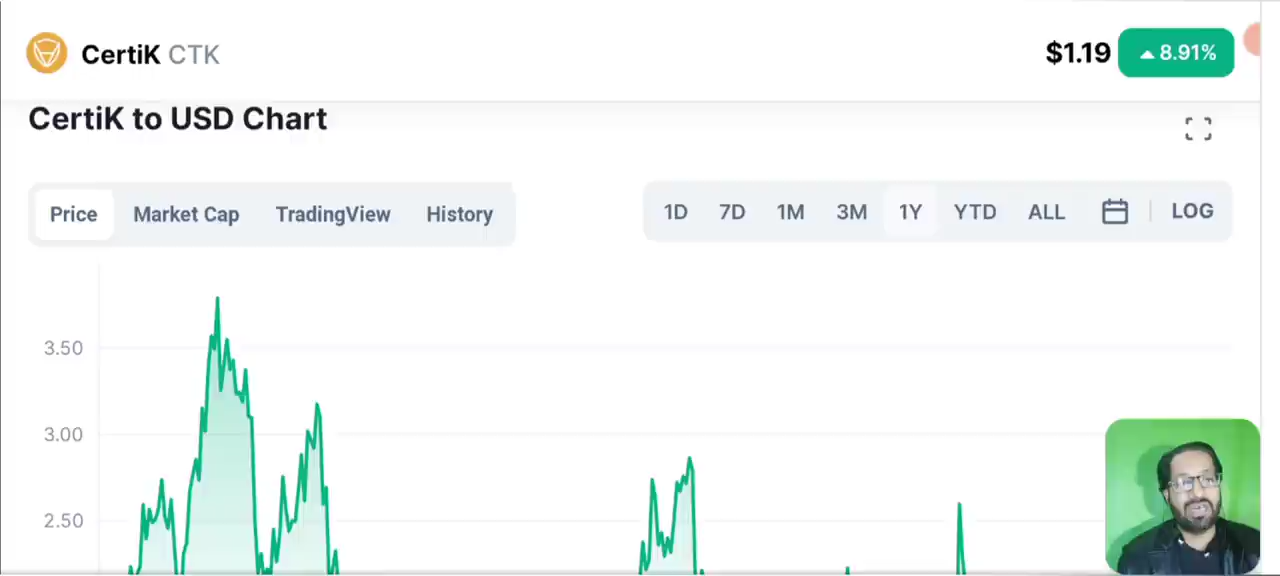 CertiK CTK
$1.19 8.91%
CertiK to USD Chart
Price Market Cap TradingView History
1D 7D 1M 3M 1Y YTD ALL LOG
3.50
3.00
2.50